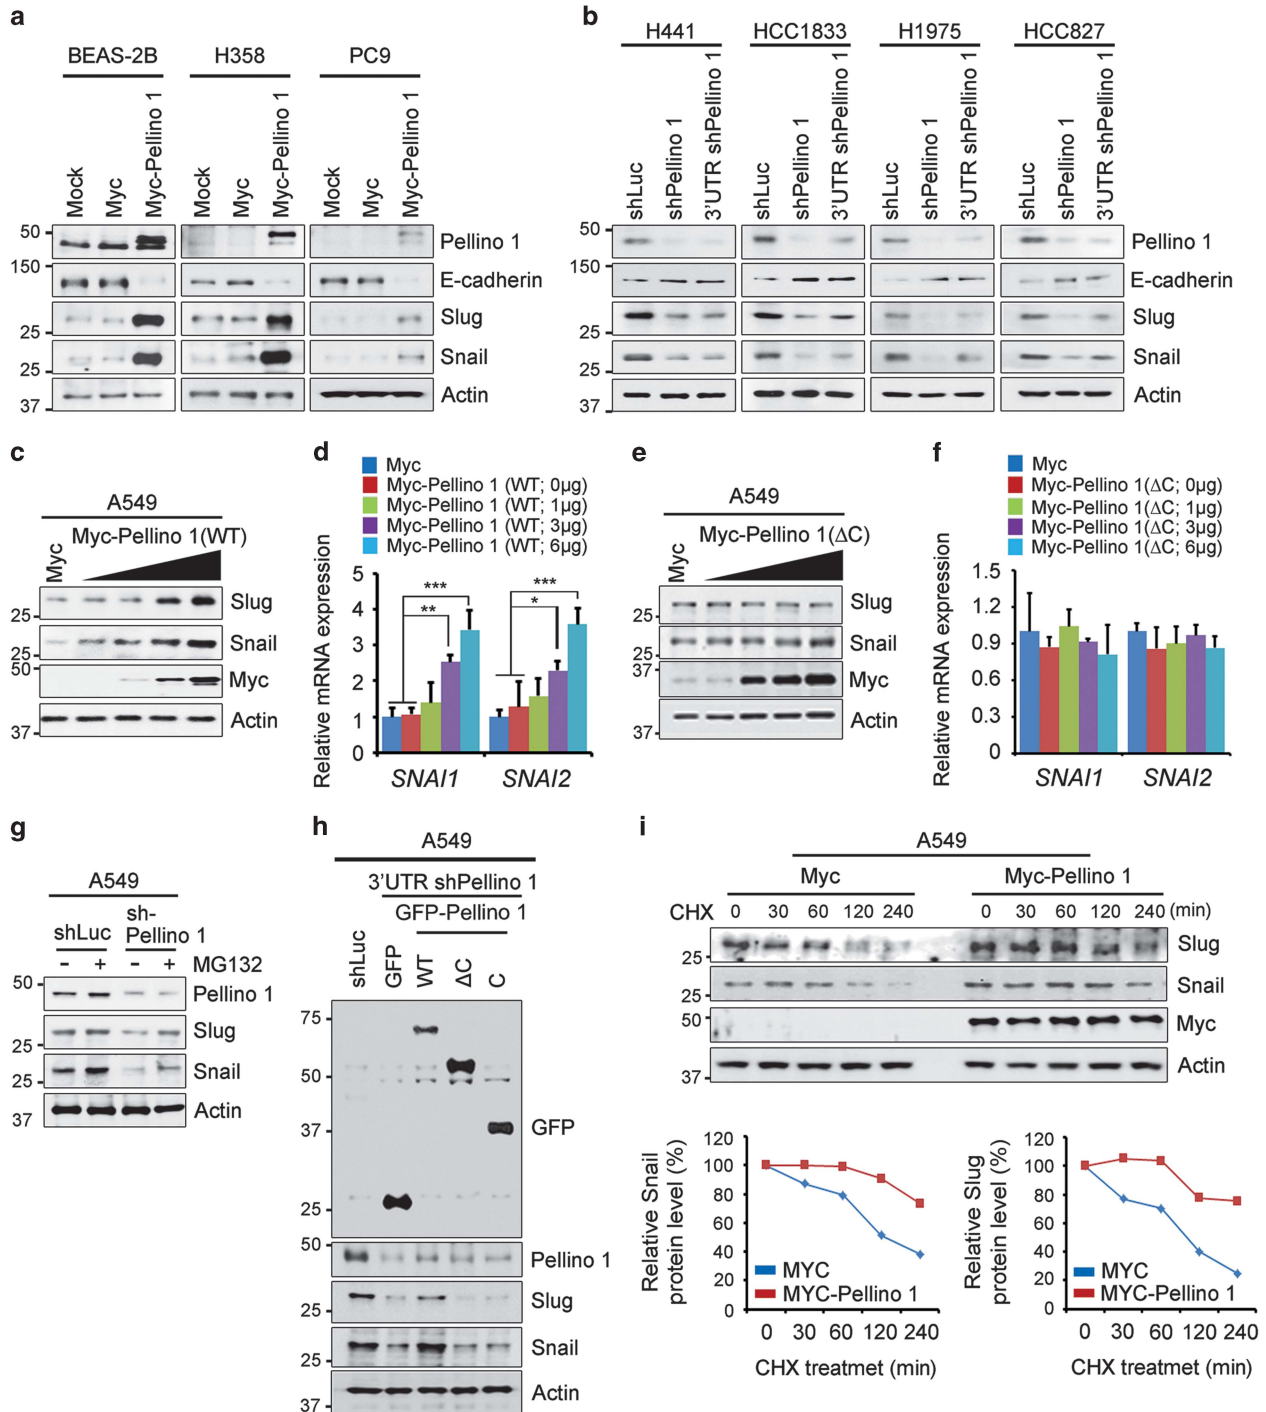 a
BEAS-2B H358 PC9
Mock Myc Myc-Pellino 1 Mock Myc Myc-Pellino 1 Mock Myc Myc-Pellino 1
50 Pellino 1
150 E-cadherin
25 Slug
25 Snail
37 Actin
b
H441 HCC1833 H1975 HCC827
shLuc shPellino 1 3'UTR shPellino 1 shLuc shPellino 1 3'UTR shPellino 1 shLuc shPellino 1 3'UTR shPellino 1 shLuc shPellino 1 3'UTR shPellino 1
50 Pellino 1
150 E-cadherin
25 Slug
25 Snail
37 Actin
c
A549
Myc Myc-Pellino 1(WT)
25 Slug
25 Snail
50 Myc
37 Actin
d
Myc
Myc-Pellino 1 (WT; 0µg)
Myc-Pellino 1 (WT; 1µg)
Myc-Pellino 1 (WT; 3µg)
Myc-Pellino 1 (WT; 6µg)
Relative mRNA expression
5
4
3
2
1
0
*** ** *** *
SNAI1 SNAI2
e
A549
Myc Myc-Pellino 1(ΔC)
25 Slug
25 Snail
37 Myc
37 Actin
f
Myc
Myc-Pellino 1(ΔC; 0µg)
Myc-Pellino 1(ΔC; 1µg)
Myc-Pellino 1(ΔC; 3µg)
Myc-Pellino 1(ΔC; 6µg)
Relative mRNA expression
1.5
1.2
0.9
0.6
0.3
0
SNAI1 SNAI2
g
A549
shLuc sh-
Pellino 1
- + - + MG132
50 Pellino 1
25 Slug
25 Snail
37 Actin
h
A549
3'UTR shPellino 1
GFP-Pellino 1
shLuc GFP WT ΔC C
75
50
37 GFP
25
50 Pellino 1
25 Slug
25 Snail
37 Actin
i
A549
Myc Myc-Pellino 1
CHX 0 30 60 120 240 0 30 60 120 240 (min)
25 Slug
25 Snail
50 Myc
37 Actin
Relative Snail
protein level (%)
120
100
80
60
40
20
0
MYC
MYC-Pellino 1
0 30 60 120 240
CHX treatmet (min)
Relative Slug
protein level (%)
120
100
80
60
40
20
0
MYC
MYC-Pellino 1
0 30 60 120 240
CHX treatmet (min)